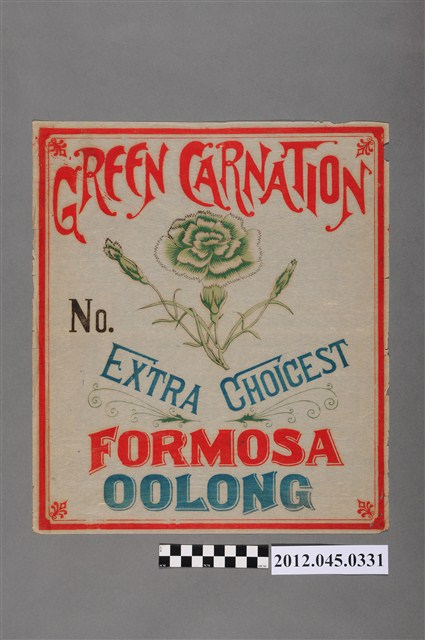 GREEN CARNATION
No.
EXTRA CHOICEST
FORMOSA
OOLONG
2012.045.0331